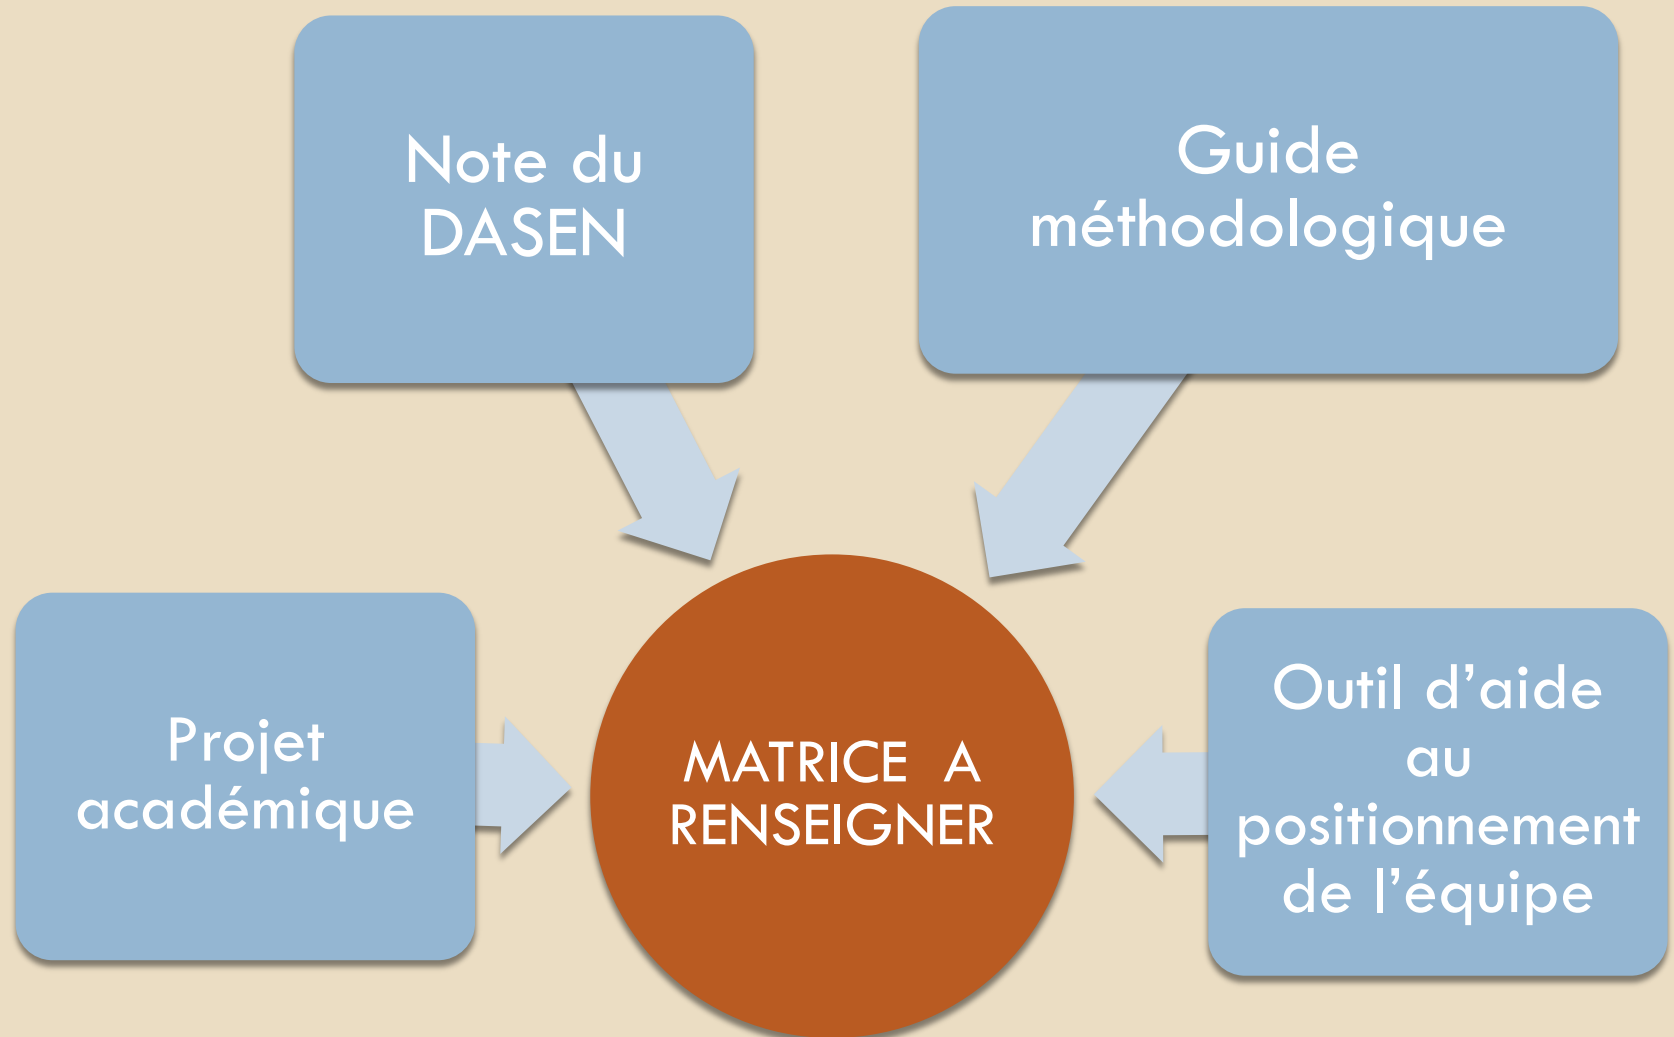 Note du
DASEN
Guide
méthodologique
Projet
académique
MATRICE A
RENSEIGNER
Outil d’aide
au
positionnement
de l’équipe